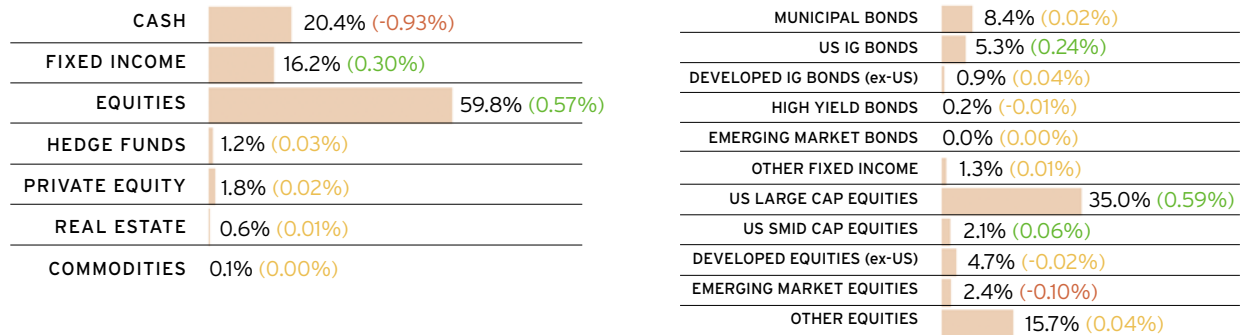 CASH 20.4% (-0.93%)
FIXED INCOME 16.2% (0.30%)
EQUITIES 59.8% (0.57%)
HEDGE FUNDS 1.2% (0.03%)
PRIVATE EQUITY 1.8% (0.02%)
REAL ESTATE 0.6% (0.01%)
COMMODITIES 0.1% (0.00%)
MUNICIPAL BONDS 8.4% (0.02%)
US IG BONDS 5.3% (0.24%)
DEVELOPED IG BONDS (ex-US) 0.9% (0.04%)
HIGH YIELD BONDS 0.2% (-0.01%)
EMERGING MARKET BONDS 0.0% (0.00%)
OTHER FIXED INCOME 1.3% (0.01%)
US LARGE CAP EQUITIES 35.0% (0.59%)
US SMID CAP EQUITIES 2.1% (0.06%)
DEVELOPED EQUITIES (ex-US) 4.7% (-0.02%)
EMERGING MARKET EQUITIES 2.4% (-0.10%)
OTHER EQUITIES 15.7% (0.04%)